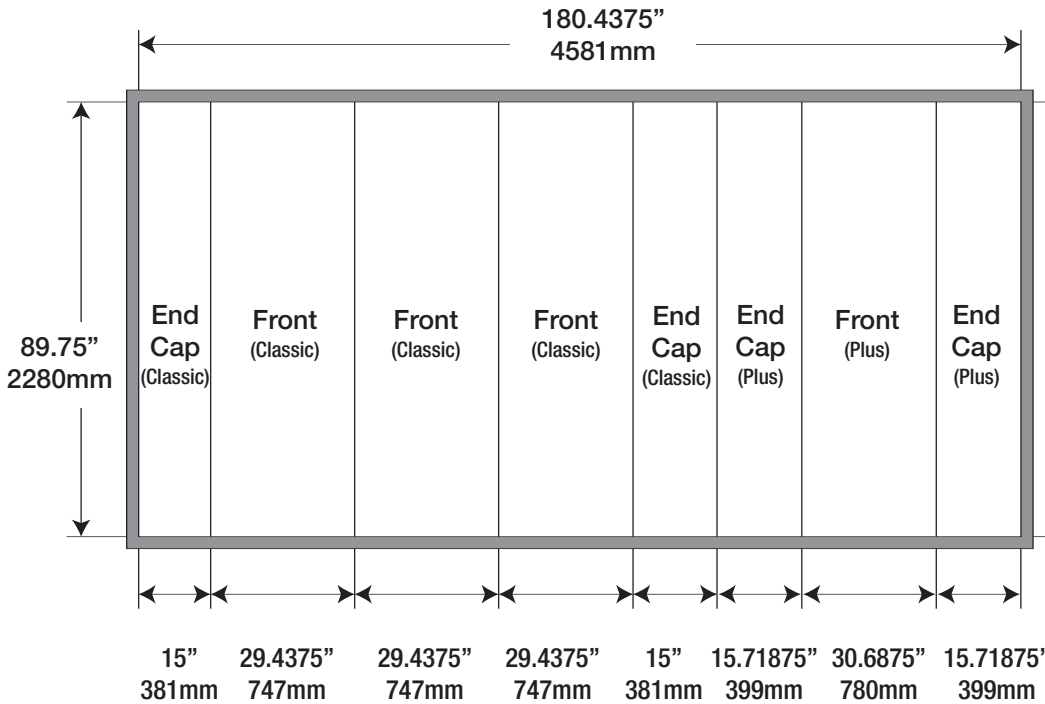 180.4375”
4581mm
89.75”
2280mm
End
Cap
(Classic)
Front
(Classic)
Front
(Classic)
Front
(Classic)
End
Cap
(Classic)
End
Cap
(Plus)
Front
(Plus)
End
Cap
(Plus)
15”
381mm
29.4375”
747mm
29.4375”
747mm
29.4375”
747mm
15”
381mm
15.71875”
399mm
30.6875”
780mm
15.71875”
399mm